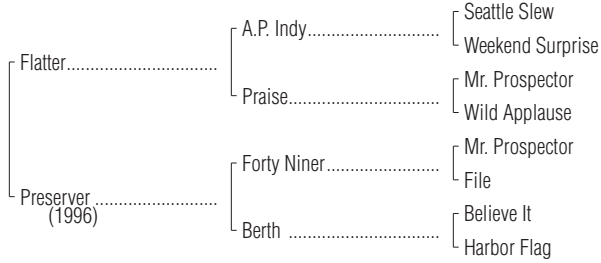 Seattle Slew
A.P. Indy..................................
Weekend Surprise
Flatter.......................................
Mr. Prospector
Praise.......................................
Wild Applause
Mr. Prospector
Forty Niner.............................
File
Preserver ................................
(1996)
Believe It
Berth .......................................
Harbor Flag